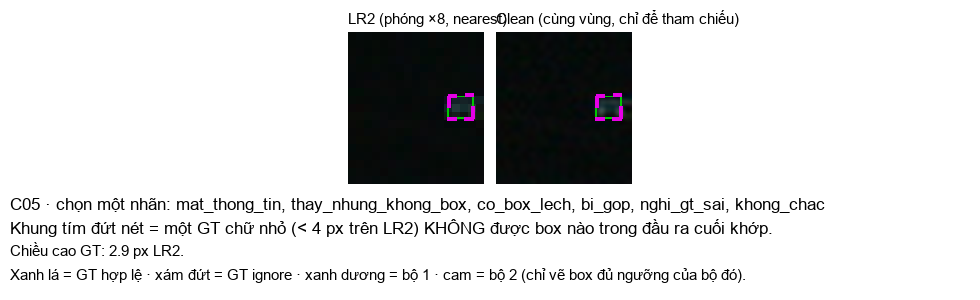 LR2 (phóng ×8, nearest)
Clean (cùng vùng, chỉ để tham chiếu)
C05 · chọn một nhãn: mat_thong_tin, thay_nhung_khong_box, co_box_lech, bi_gop, nghi_gt_sai, khong_chac
Khung tím đứt nét = một GT chữ nhỏ (< 4 px trên LR2) KHÔNG được box nào trong đầu ra cuối khớp.
Chiều cao GT: 2.9 px LR2.
Xanh lá = GT hợp lệ · xám đứt = GT ignore · xanh dương = bộ 1 · cam = bộ 2 (chỉ vẽ box đủ ngưỡng của bộ đó).